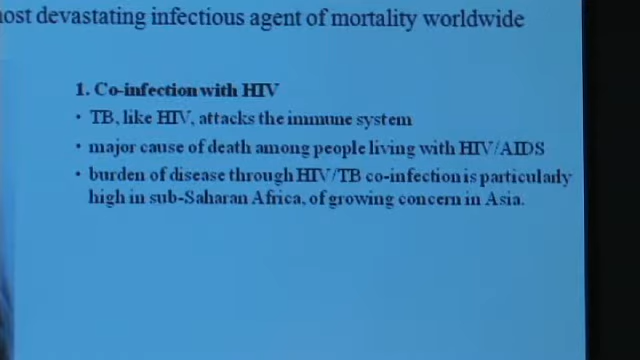 devastating infectious agent of mortality worldwide
1. Co-infection with HIV
• TB, like HIV, attacks the immune system
• major cause of death among people living with HIV/AIDS
• burden of disease through HIV/TB co-infection is particularly
high in sub-Saharan Africa, of growing concern in Asia.